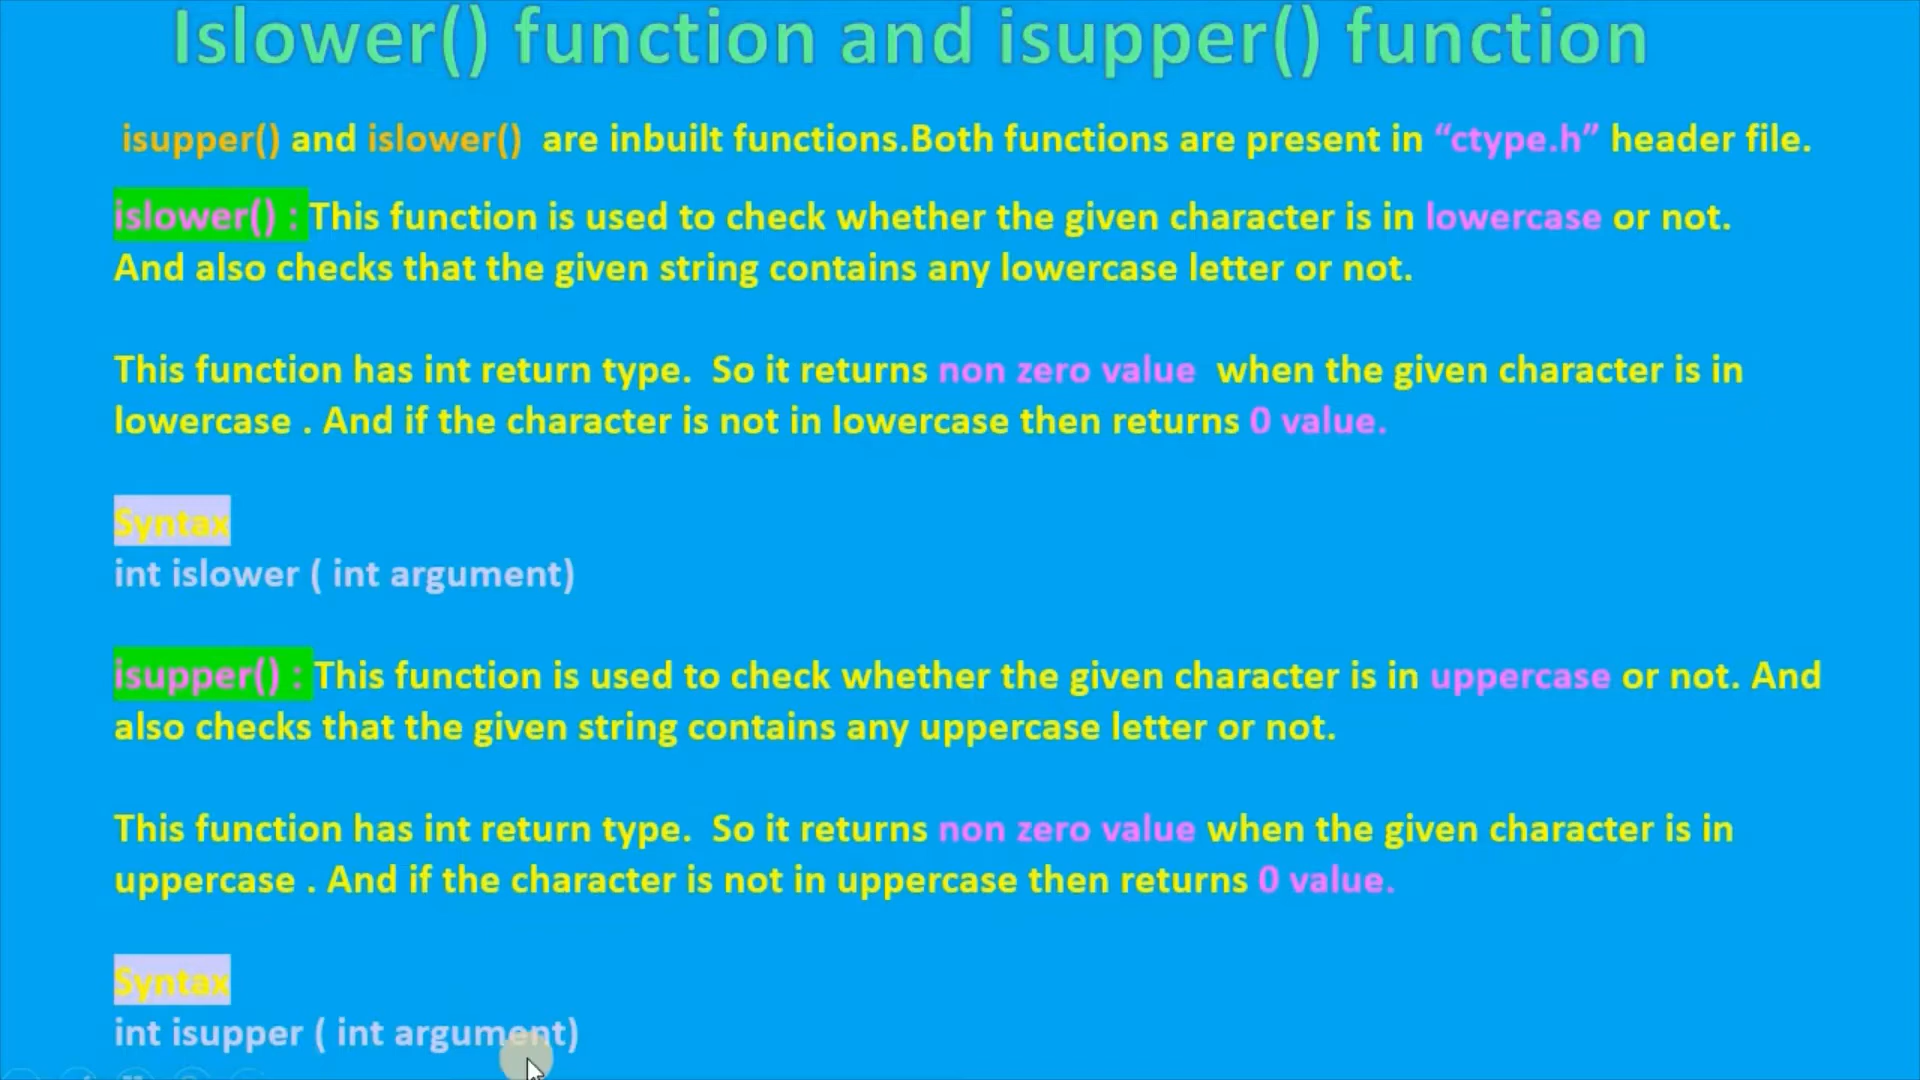 Islower() function and isupper() function
isupper() and islower() are inbuilt functions.Both functions are present in “ctype.h” header file.
islower() : This function is used to check whether the given character is in lowercase or not.
And also checks that the given string contains any lowercase letter or not.
This function has int return type. So it returns non zero value when the given character is in
lowercase . And if the character is not in lowercase then returns 0 value.
Syntax
int islower ( int argument)
isupper() : This function is used to check whether the given character is in uppercase or not. And
also checks that the given string contains any uppercase letter or not.
This function has int return type. So it returns non zero value when the given character is in
uppercase . And if the character is not in uppercase then returns 0 value.
Syntax
int isupper ( int argument)